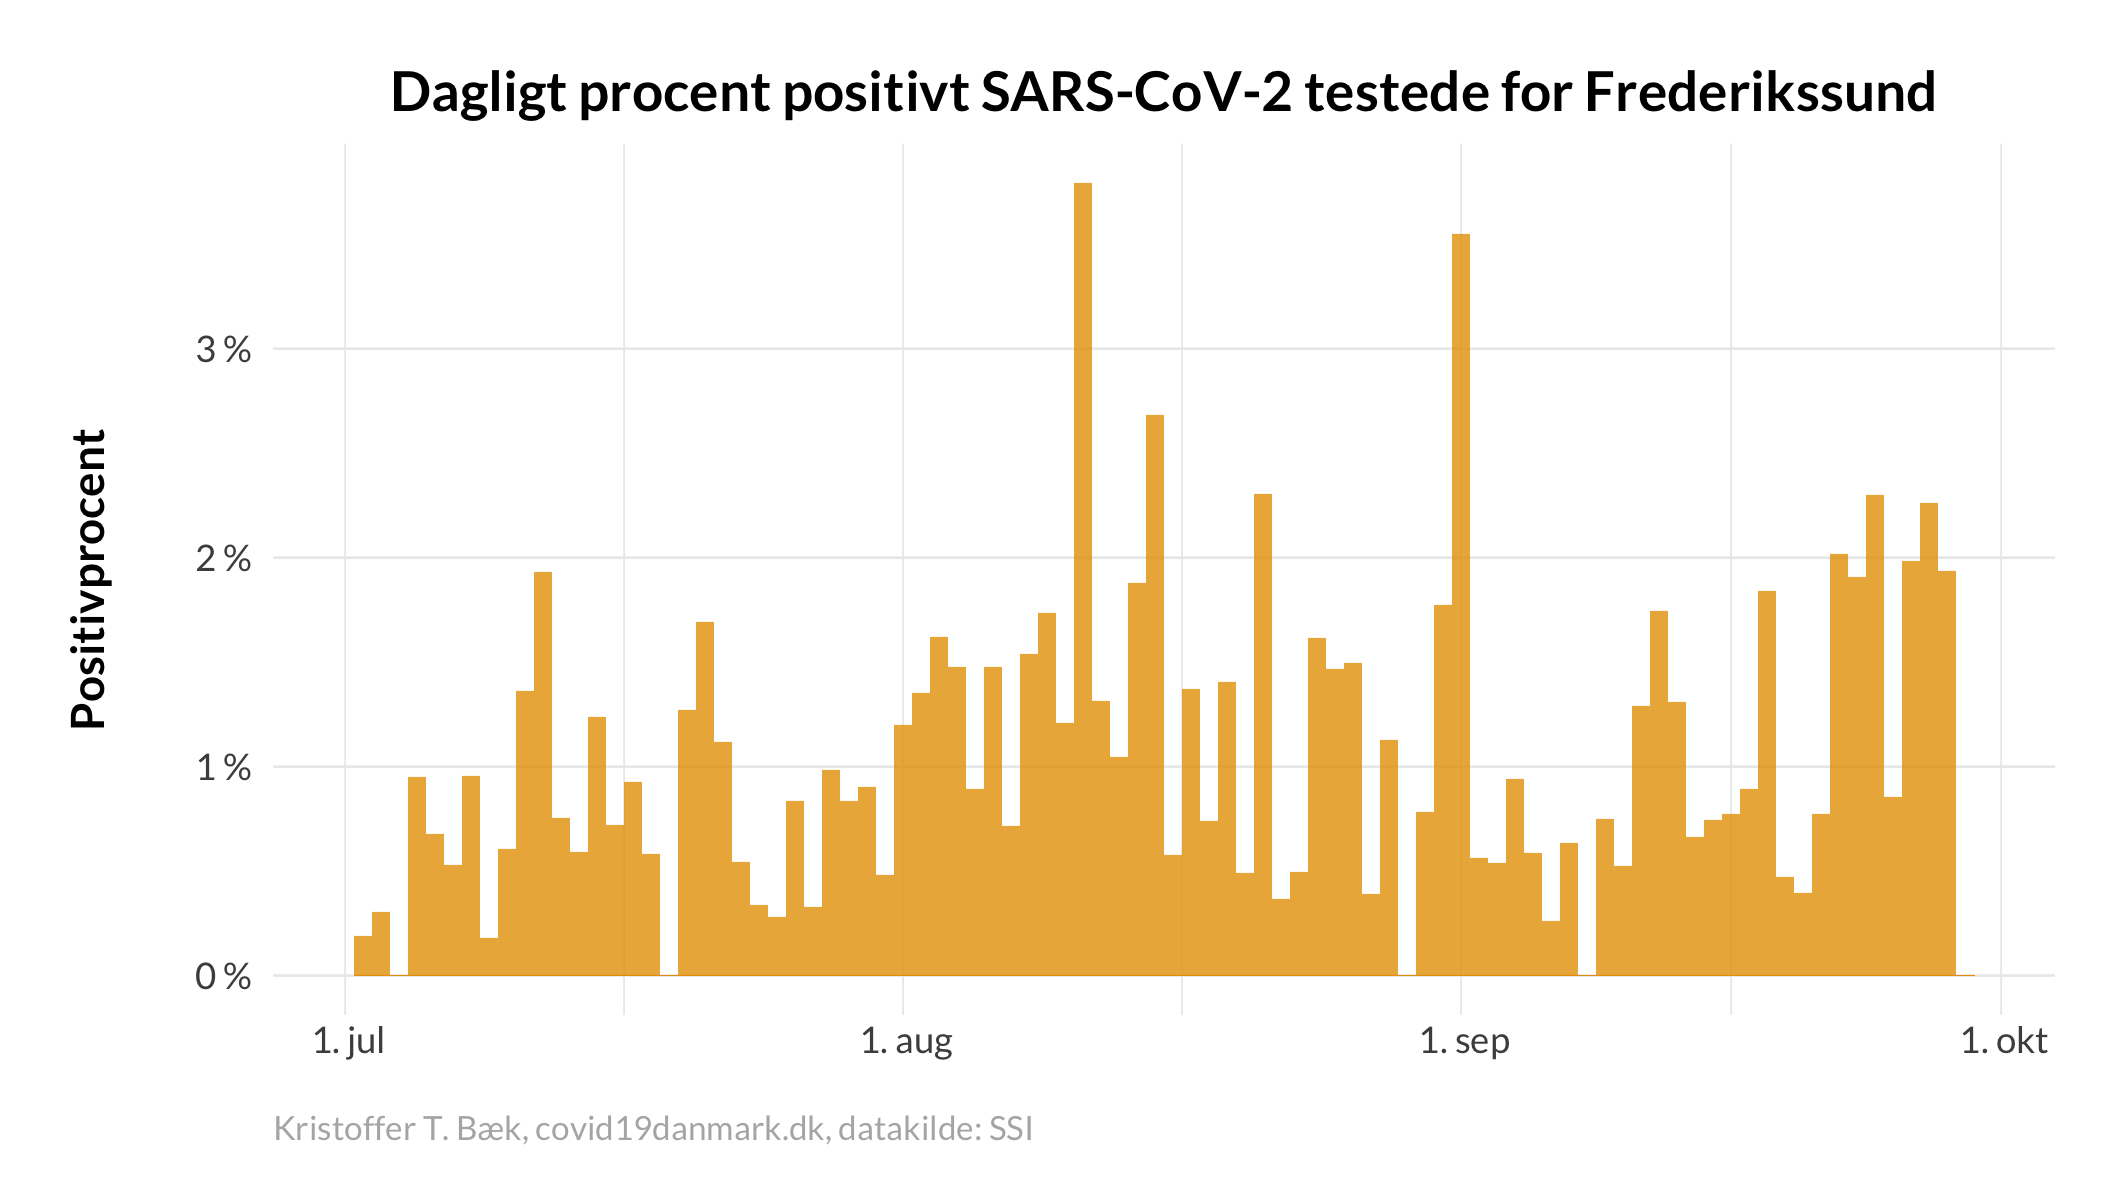 Dagligt procent positivt SARS-CoV-2 testede for Frederikssund
Positivprocent
3 %
2 %
1 %
0 %
1. jul
1. aug
1. sep
1. okt
Kristoffer T. Bæk, covid19danmark.dk, datakilde: SSI